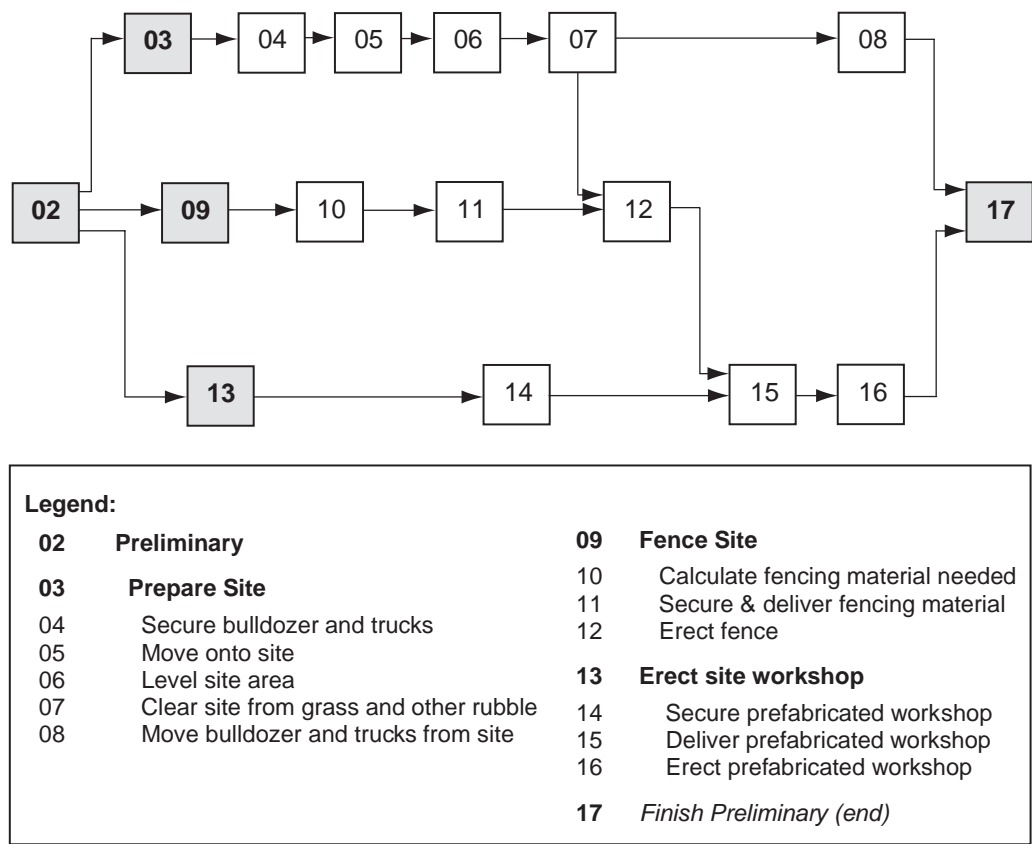 03
04
05
06
07
08
02
09
10
11
12
17
13
14
15
16
Legend:
02 Preliminary
03 Prepare Site
04 Secure bulldozer and trucks
05 Move onto site
06 Level site area
07 Clear site from grass and other rubble
08 Move bulldozer and trucks from site
09 Fence Site
10 Calculate fencing material needed
11 Secure & deliver fencing material
12 Erect fence
13 Erect site workshop
14 Secure prefabricated workshop
15 Deliver prefabricated workshop
16 Erect prefabricated workshop
17 Finish Preliminary (end)